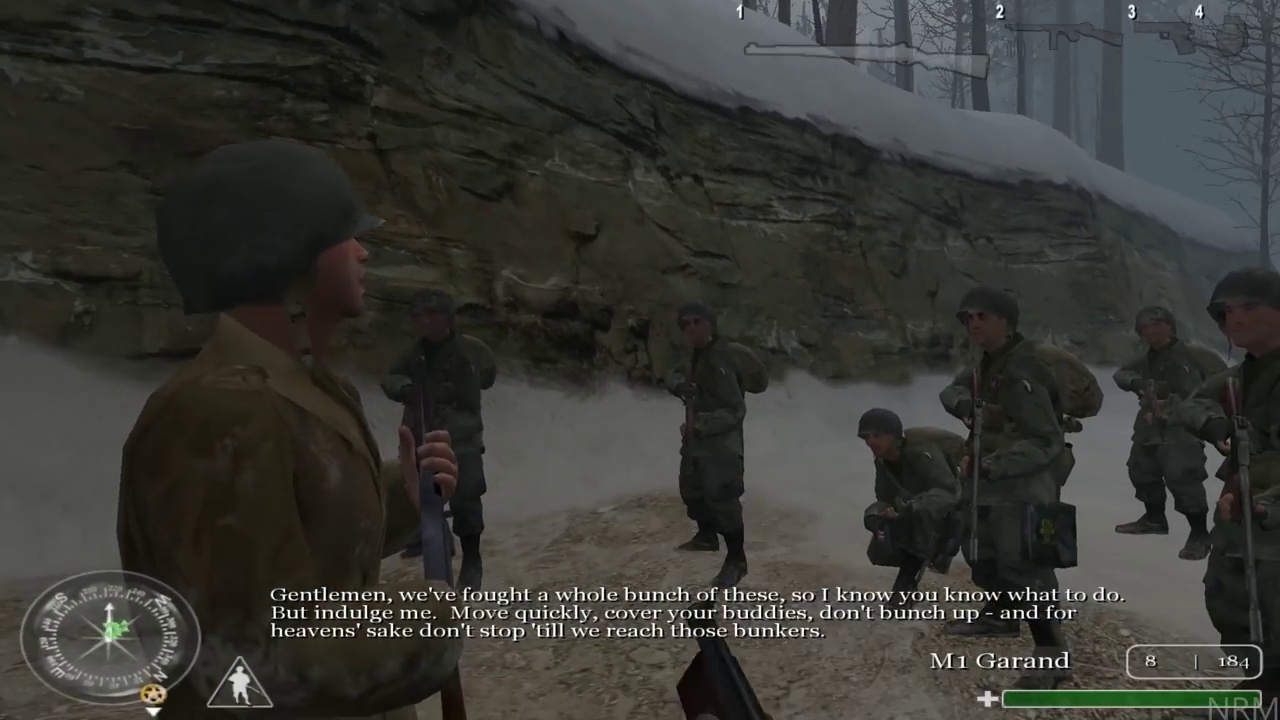 1 2 3 4
Gentlemen, we've fought a whole bunch of these, so I know you know what to do.
But indulge me. Move quickly, cover your buddies, don't bunch up - and for
heavens' sake don't stop 'till we reach those bunkers.
M1 Garand 8 | 184
NRM